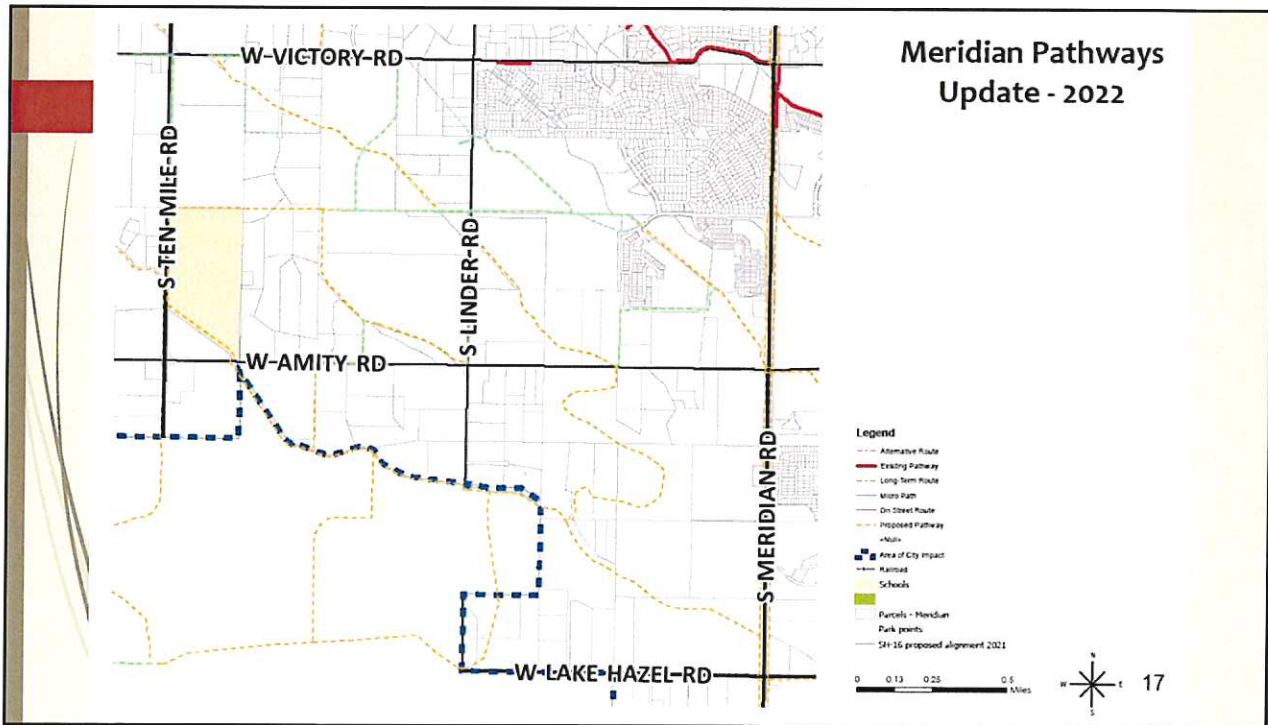 Meridian Pathways
Update - 2022
W-VICTORY-RD
S-TEN-MILE-RD
S-LINDER-RD
W-AMITY-RD
S-MERIDIAN-RD
W-LAKE-HAZEL-RD
Legend
Alternative Route
Existing Pathway
Long-Term Route
Micro Path
On Street Route
Proposed Pathway
<Null>
Area of City Impact
Railroad
Schools
Parcels - Meridian
Park points
SH-16 proposed alignment 2021
0 0.13 0.25 0.5
Miles
N
W E
S
17